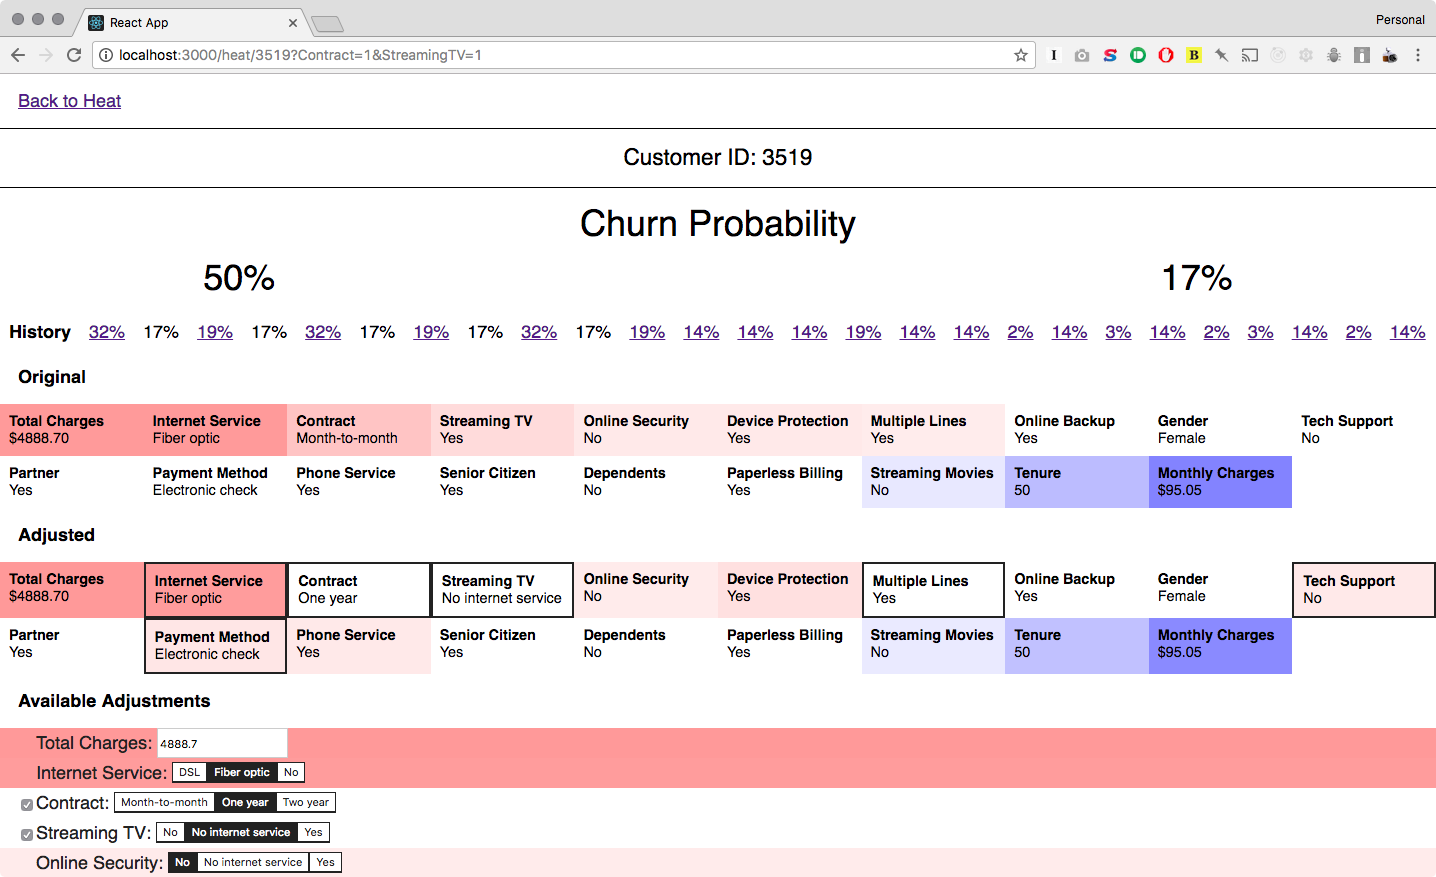 React App
Personal
localhost:3000/heat/3519?Contract=1&StreamingTV=1
Back to Heat
Customer ID: 3519
Churn Probability
50% 17%
History 32% 17% 19% 17% 32% 17% 19% 17% 32% 17% 19% 14% 14% 14% 19% 14% 14% 2% 14% 3% 14% 2% 3% 14% 2% 14%
Original
Total Charges Internet Service Contract Streaming TV Online Security Device Protection Multiple Lines Online Backup Gender Tech Support
$4888.70 Fiber optic Month-to-month Yes No Yes Yes Yes Female No
Partner Payment Method Phone Service Senior Citizen Dependents Paperless Billing Streaming Movies Tenure Monthly Charges
Yes Electronic check Yes Yes No Yes No 50 $95.05
Adjusted
Total Charges Internet Service Contract Streaming TV Online Security Device Protection Multiple Lines Online Backup Gender Tech Support
$4888.70 Fiber optic One year No internet service No Yes Yes Yes Female No
Partner Payment Method Phone Service Senior Citizen Dependents Paperless Billing Streaming Movies Tenure Monthly Charges
Yes Electronic check Yes Yes No Yes No 50 $95.05
Available Adjustments
Total Charges: 4888.7
Internet Service: DSL Fiber optic No
Contract: Month-to-month One year Two year
Streaming TV: No No internet service Yes
Online Security: No No internet service Yes